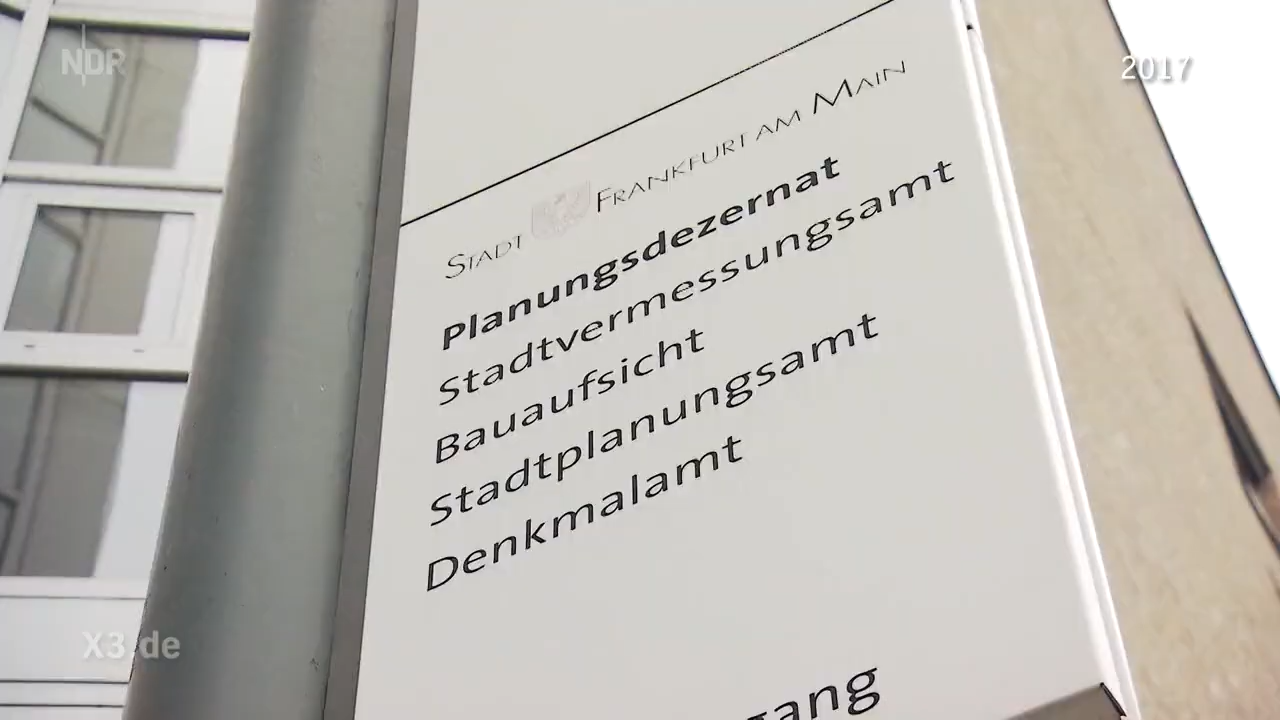 NDR
2017
STADT FRANKFURT AM MAIN
Planungsdezernat
Stadtvermessungsamt
Bauaufsicht
Stadtplanungsamt
Denkmalamt
X3.de